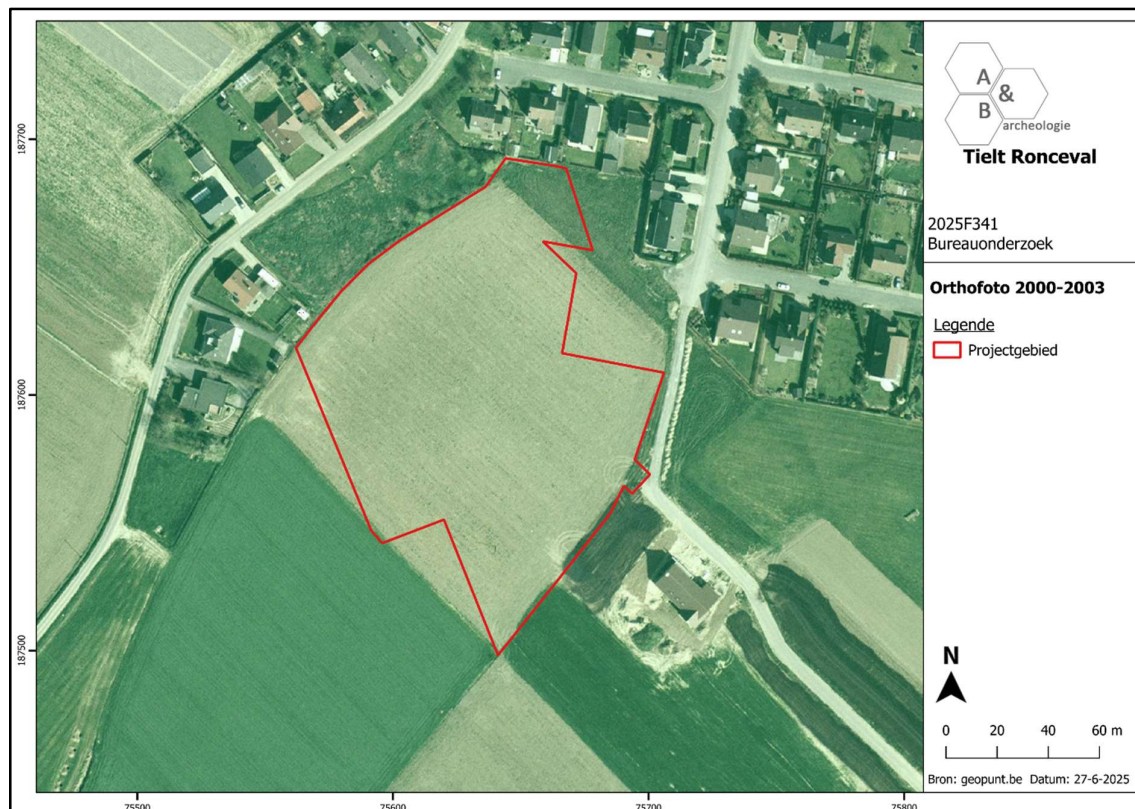 A
&
B
archeologie
Tielt Ronceval
2025F341
Bureauonderzoek
Orthofoto 2000-2003
Legende
Projectgebied
N
0 20 40 60 m
Bron: geopunt.be Datum: 27-6-2025
187700
187600
187500
75500 75600 75700 75800